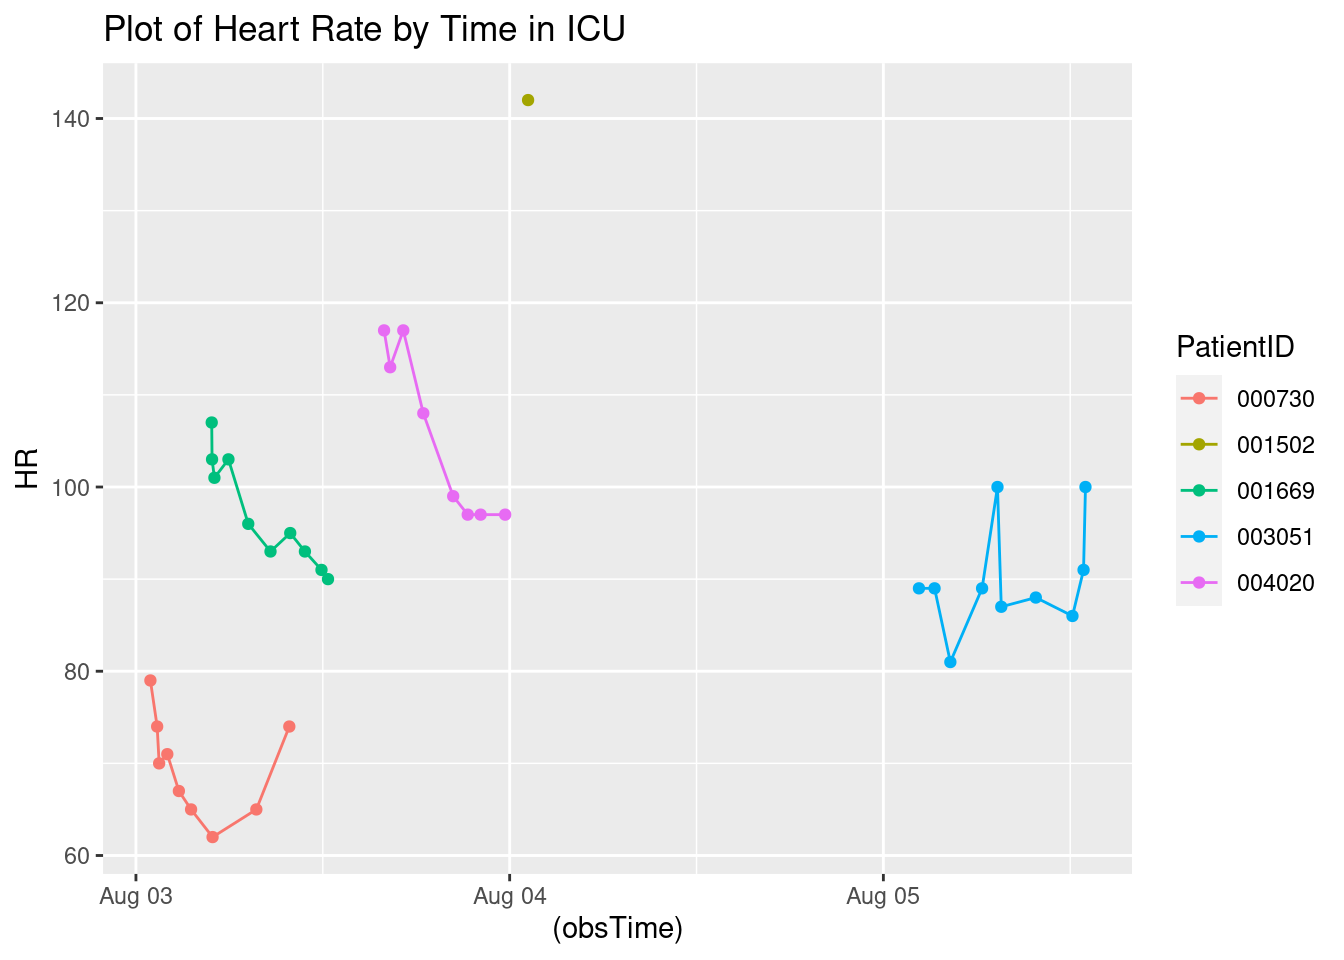 Plot of Heart Rate by Time in ICU
140
120
100
80
60
HR
Aug 03
Aug 04
Aug 05
(obsTime)
PatientID
000730
001502
001669
003051
004020